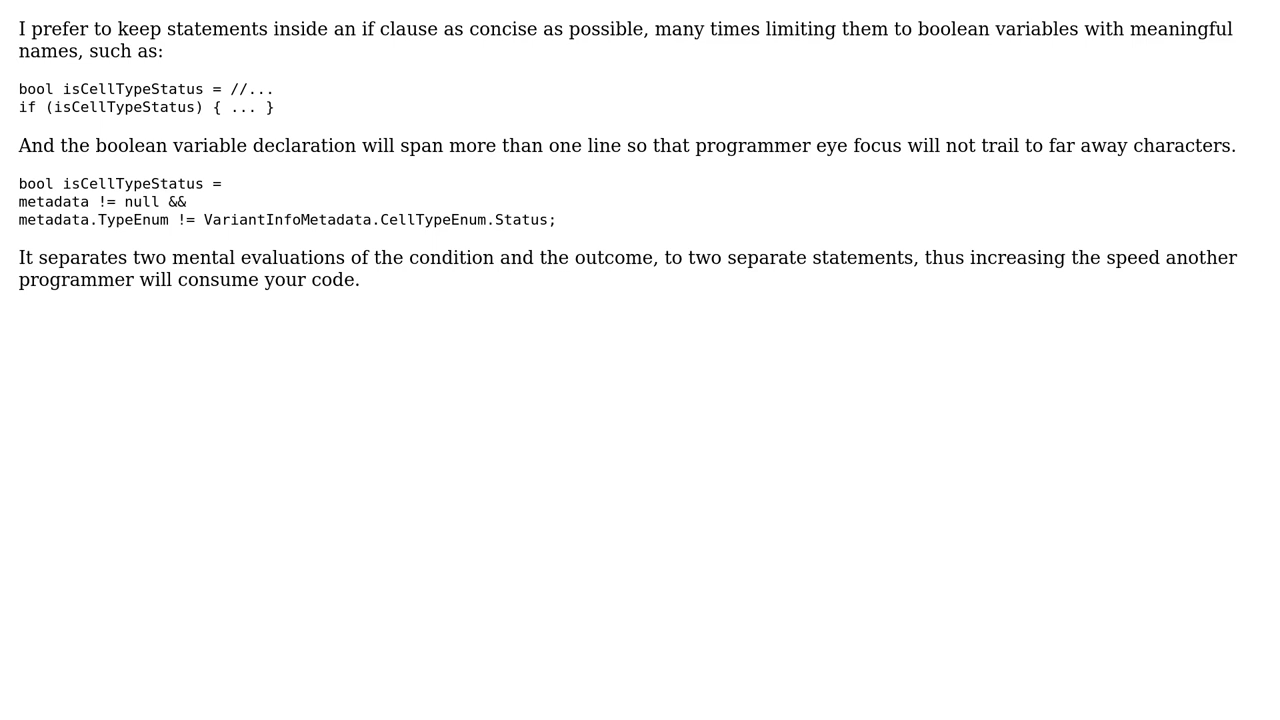 I prefer to keep statements inside an if clause as concise as possible, many times limiting them to boolean variables with meaningful
names, such as:
bool isCellTypeStatus = //...
if (isCellTypeStatus) { ... }
And the boolean variable declaration will span more than one line so that programmer eye focus will not trail to far away characters.
bool isCellTypeStatus =
metadata != null &&
metadata.TypeEnum != VariantInfoMetadata.CellTypeEnum.Status;
It separates two mental evaluations of the condition and the outcome, to two separate statements, thus increasing the speed another
programmer will consume your code.